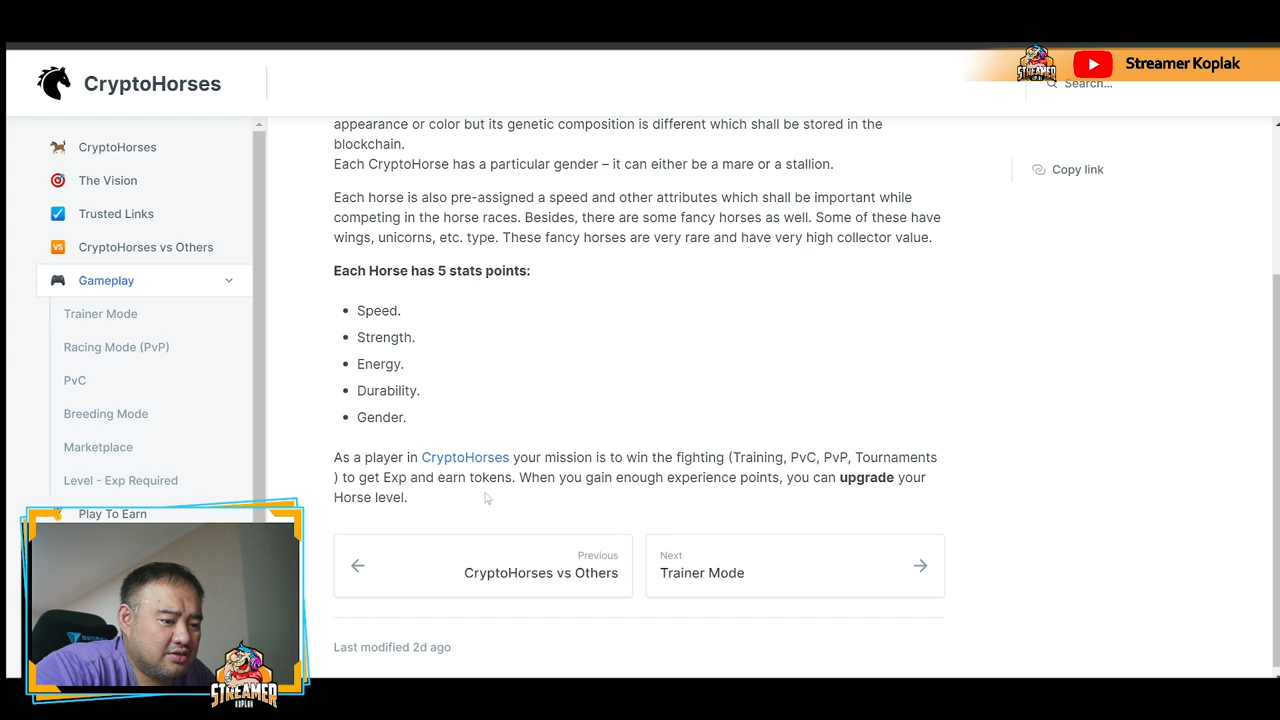 CryptoHorses
Streamer Koplak
Search...
CryptoHorses
The Vision
Trusted Links
VS CryptoHorses vs Others
Gameplay
Trainer Mode
Racing Mode (PvP)
PvC
Breeding Mode
Marketplace
Level - Exp Required
Play To Earn
appearance or color but its genetic composition is different which shall be stored in the
blockchain.
Each CryptoHorse has a particular gender – it can either be a mare or a stallion.
Each horse is also pre-assigned a speed and other attributes which shall be important while
competing in the horse races. Besides, there are some fancy horses as well. Some of these have
wings, unicorns, etc. type. These fancy horses are very rare and have very high collector value.
Each Horse has 5 stats points:
Speed.
Strength.
Energy.
Durability.
Gender.
As a player in CryptoHorses your mission is to win the fighting (Training, PvC, PvP, Tournaments
) to get Exp and earn tokens. When you gain enough experience points, you can upgrade your
Horse level.
Previous
CryptoHorses vs Others
Next
Trainer Mode
Last modified 2d ago
Copy link
STREAMER
KOPLAK